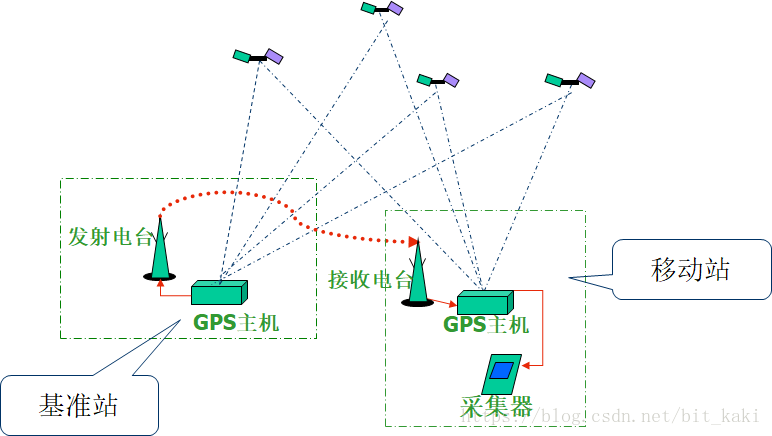 发射电台
接收电台
移动站
GPS主机
GPS主机
基准站
采集器
https://blog.csdn.net/bit_kaki